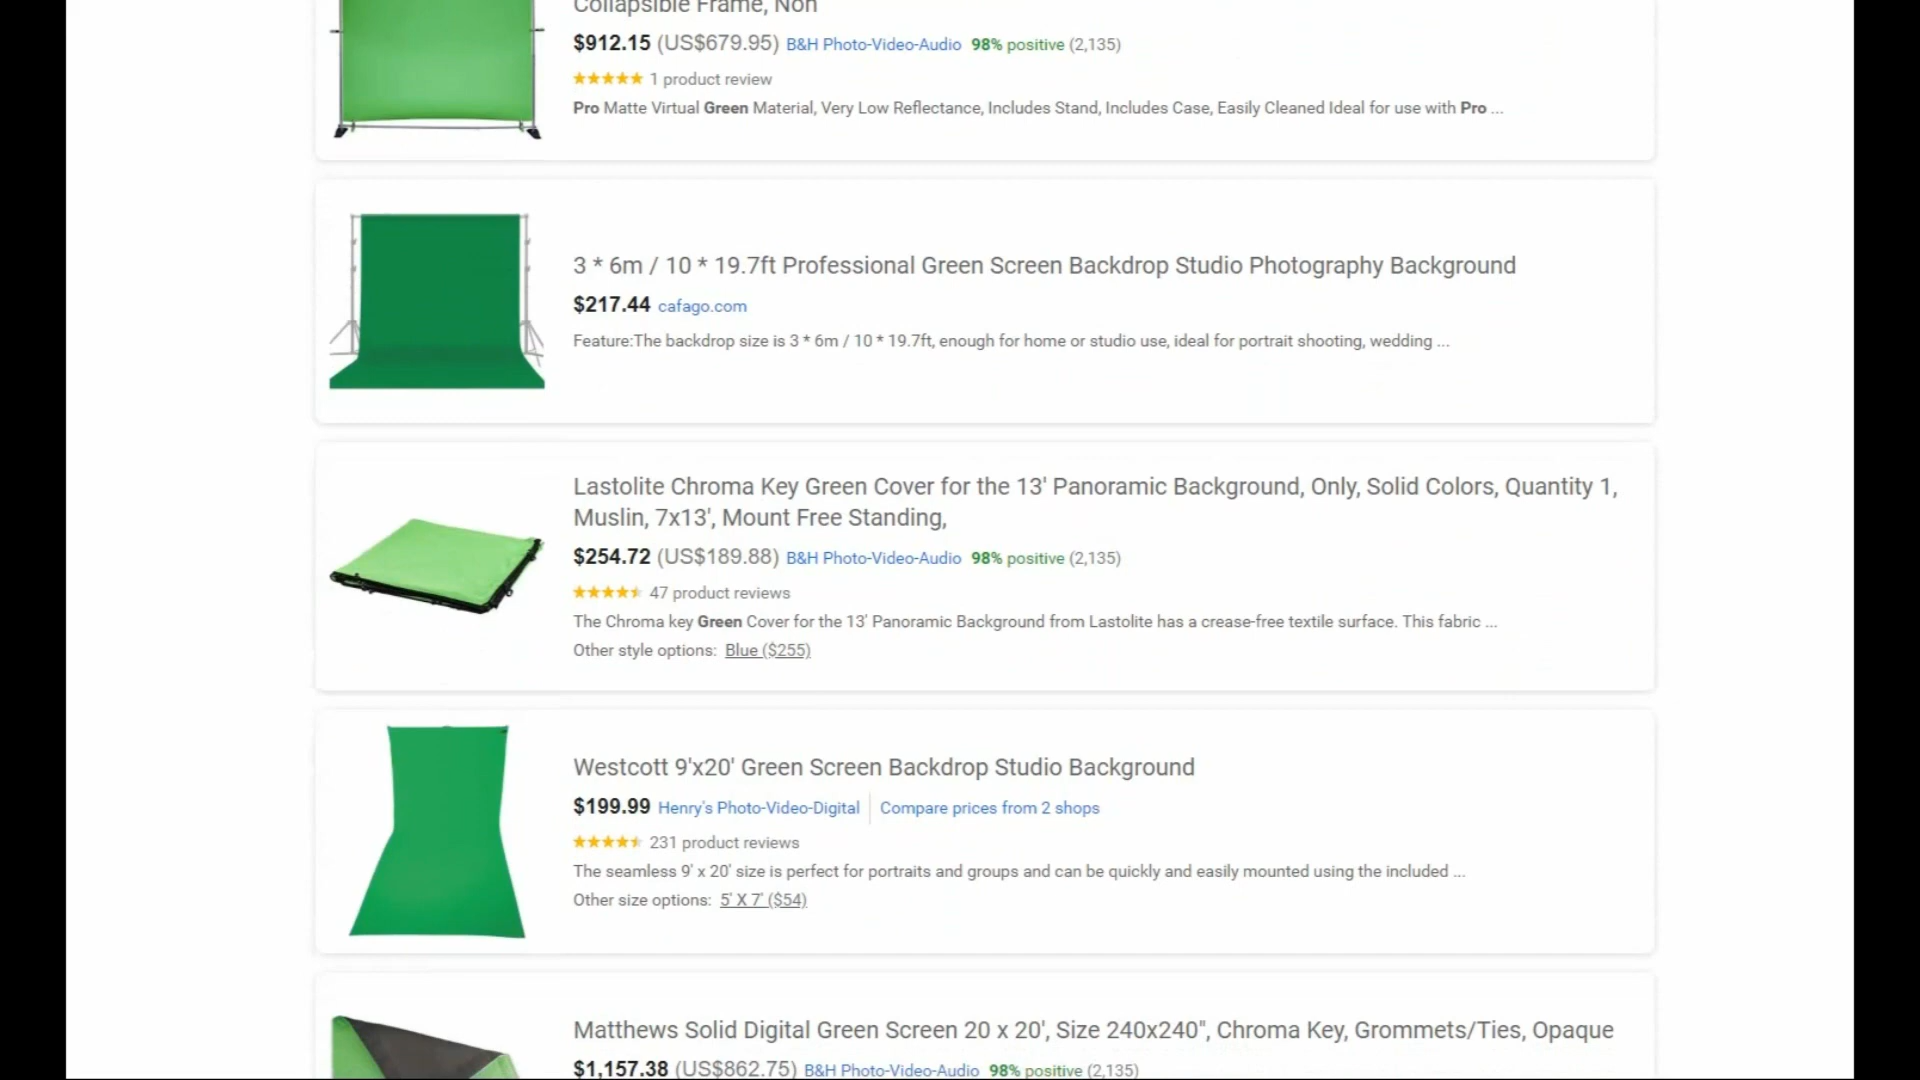 Collapsible Frame, Non
$912.15 (US$679.95) B&H Photo-Video-Audio 98% positive (2,135)
1 product review
Pro Matte Virtual Green Material, Very Low Reflectance, Includes Stand, Includes Case, Easily Cleaned Ideal for use with Pro ...
3 * 6m / 10 * 19.7ft Professional Green Screen Backdrop Studio Photography Background
$217.44 cafago.com
Feature:The backdrop size is 3 * 6m / 10 * 19.7ft, enough for home or studio use, ideal for portrait shooting, wedding ...
Lastolite Chroma Key Green Cover for the 13' Panoramic Background, Only, Solid Colors, Quantity 1,
Muslin, 7x13', Mount Free Standing,
$254.72 (US$189.88) B&H Photo-Video-Audio 98% positive (2,135)
47 product reviews
The Chroma key Green Cover for the 13' Panoramic Background from Lastolite has a crease-free textile surface. This fabric ...
Other style options: Blue ($255)
Westcott 9'x20' Green Screen Backdrop Studio Background
$199.99 Henry's Photo-Video-Digital Compare prices from 2 shops
231 product reviews
The seamless 9' x 20' size is perfect for portraits and groups and can be quickly and easily mounted using the included ...
Other size options: 5' X 7' ($54)
Matthews Solid Digital Green Screen 20 x 20', Size 240x240", Chroma Key, Grommets/Ties, Opaque
$1,157.38 (US$862.75) B&H Photo-Video-Audio 98% positive (2,135)